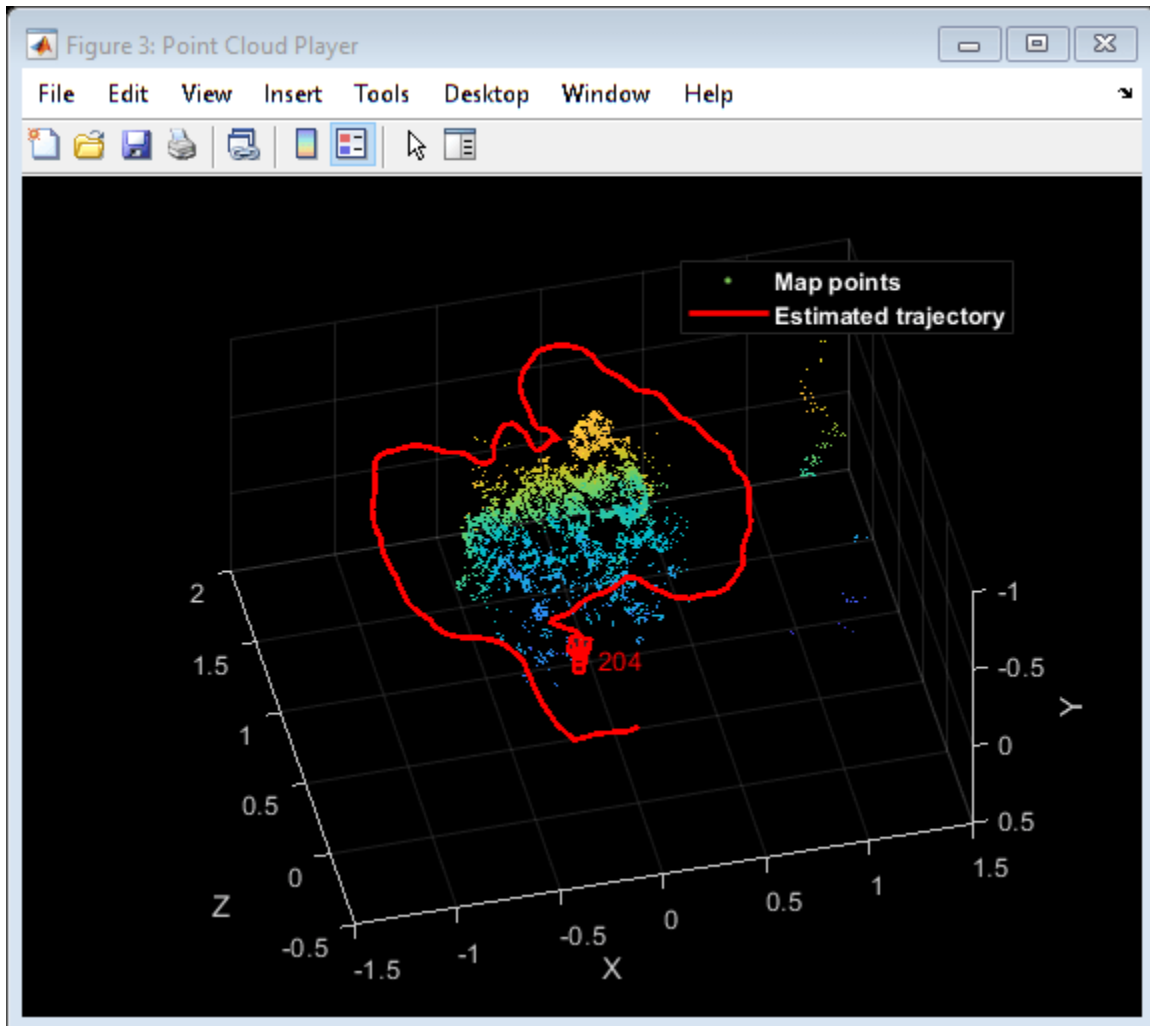 Figure 3: Point Cloud Player
File Edit View Insert Tools Desktop Window Help
Map points
Estimated trajectory
204
2
1.5
1
0.5
0
-0.5
Z
-1.5
-1
-0.5
0
0.5
1
1.5
X
-1
-0.5
0
0.5
Y